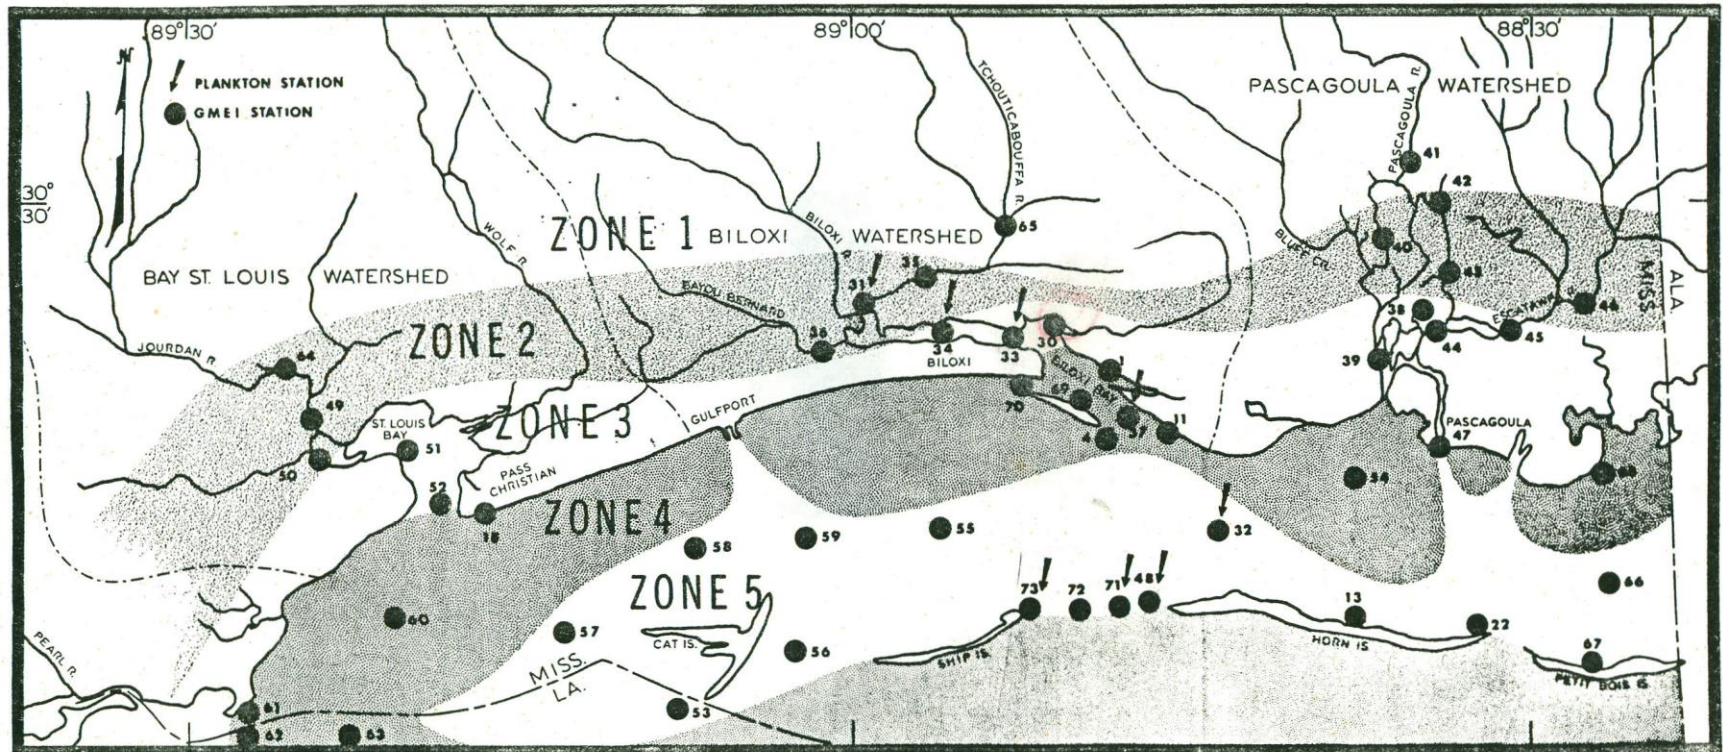 89°30'
89°00'
88°30'
N
PLANKTON STATION
GMEI STATION
PASCAGOULA WATERSHED
PASCAGOULA R.
TCHOUTICABOUFFA R.
41
30°
30'
42
65
ZONE 1
BILOXI WATERSHED
BILOXI R.
WOLF R.
BLUFF CR.
40
BAY ST. LOUIS WATERSHED
35
43
MISS
ALA.
31
BAYOU BERNARD
46
38
ESCATAWPA
ZONE 2
36
34
33
30
44
45
JOURDAN R.
BILOXI
39
64
1
BILOXI BAY
70
69
49
GULFPORT
37
11
ST. LOUIS
BAY
ZONE 3
4
PASCAGOULA
47
51
50
PASS
CHRISTIAN
54
68
52
18
ZONE 4
58
59
55
32
ZONE 5
73
72
71
48
66
13
60
57
CAT IS.
56
SHIP IS.
HORN IS.
22
67
PETIT BOIS IS.
PEARL R.
MISS.
LA.
53
61
62
63